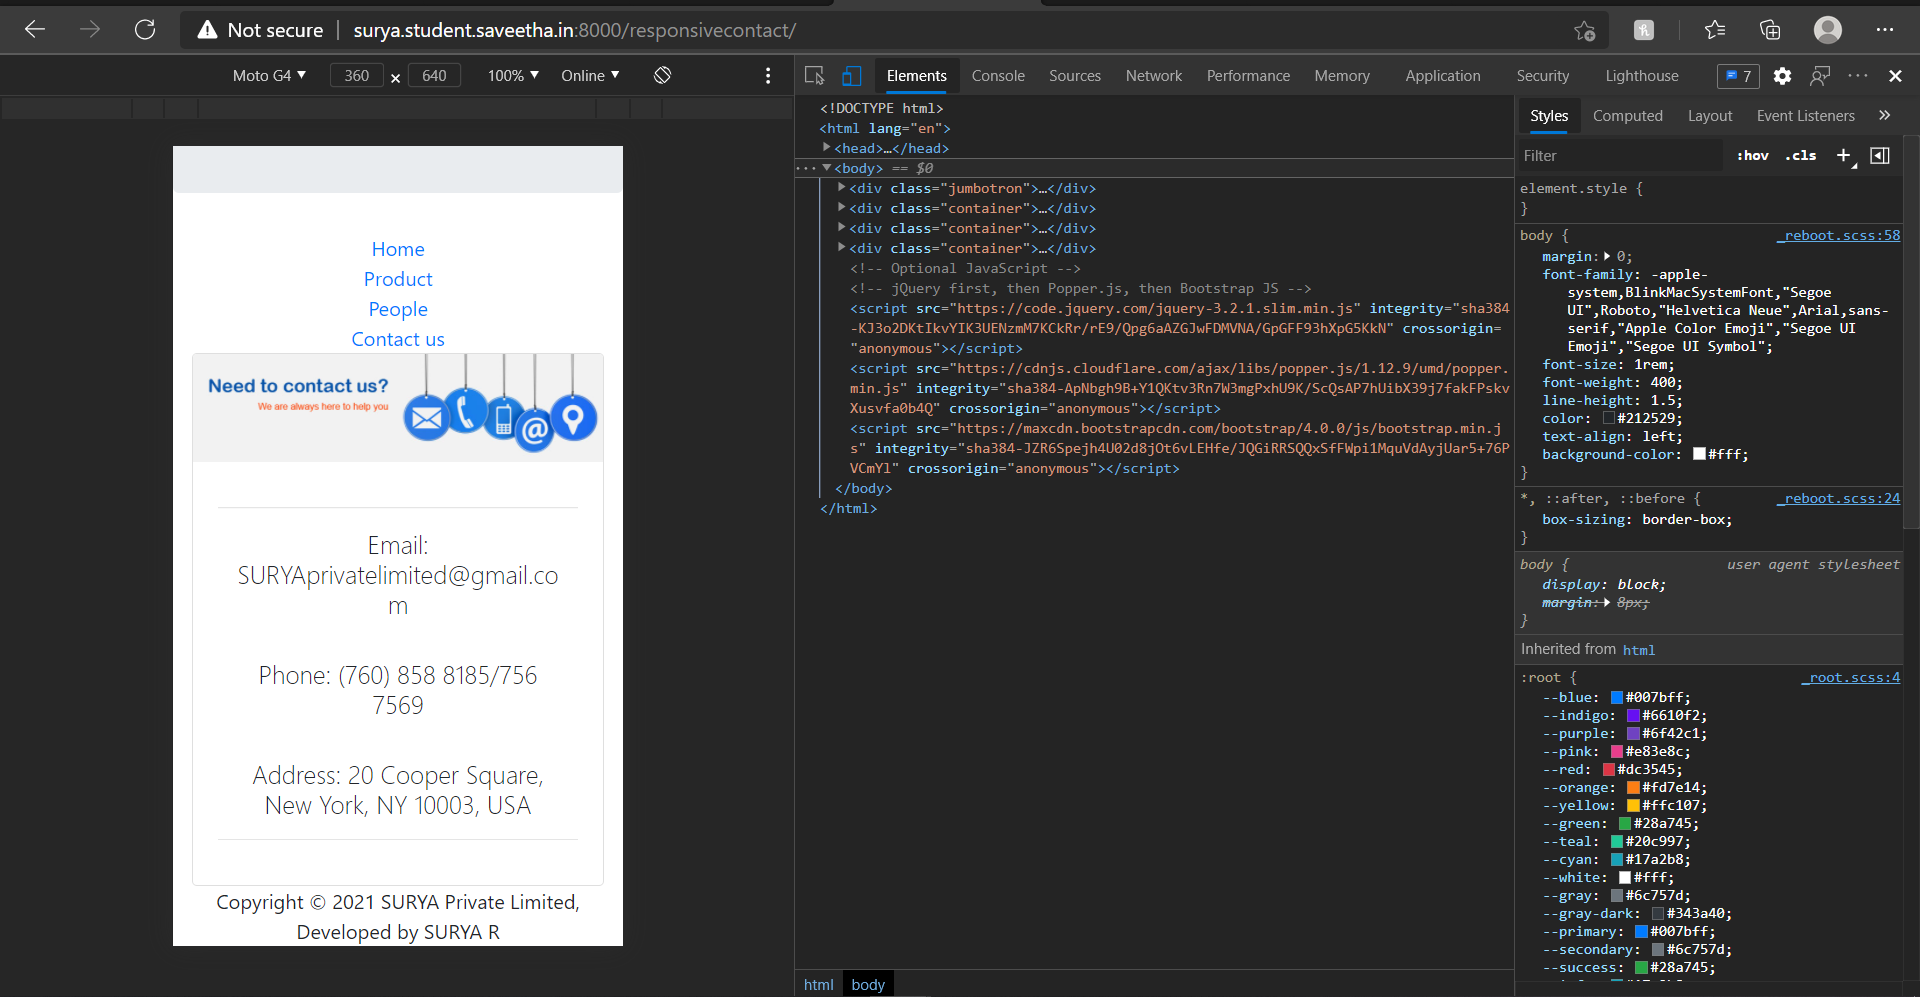 Not secure | surya.student.saveetha.in:8000/responsivecontact/
Moto G4 ▼ 360 x 640 100% ▼ Online ▼
Elements Console Sources Network Performance Memory Application Security Lighthouse 7
Home
Product
People
Contact us
Need to contact us?
We are always here to help you
@
Email:
SURYAprivatelimited@gmail.co
m
Phone: (760) 858 8185/756
7569
Address: 20 Cooper Square,
New York, NY 10003, USA
Copyright © 2021 SURYA Private Limited,
Developed by SURYA R
<!DOCTYPE html>
<html lang="en">
<head>…</head>
··· <body> == $0
<div class="jumbotron">…</div>
<div class="container">…</div>
<div class="container">…</div>
<div class="container">…</div>
<!-- Optional JavaScript -->
<!-- jQuery first, then Popper.js, then Bootstrap JS -->
<script src="https://code.jquery.com/jquery-3.2.1.slim.min.js" integrity="sha384
-KJ3o2DKtIkvYIK3UENzmM7KCkRr/rE9/Qpg6aAZGJwFDMVNA/GpGFF93hXpG5KkN" crossorigin=
"anonymous"></script>
<script src="https://cdnjs.cloudflare.com/ajax/libs/popper.js/1.12.9/umd/popper.
min.js" integrity="sha384-ApNbgh9B+Y1QKtv3Rn7W3mgPxhU9K/ScQsAP7hUibX39j7fakFPskv
Xusvfa0b4Q" crossorigin="anonymous"></script>
<script src="https://maxcdn.bootstrapcdn.com/bootstrap/4.0.0/js/bootstrap.min.j
s" integrity="sha384-JZR6Spejh4U02d8jOt6vLEHfe/JQGiRRSQQxSfFWpi1MquVdAyjUar5+76P
VCmYl" crossorigin="anonymous"></script>
</body>
</html>
html body
Styles Computed Layout Event Listeners »
Filter :hov .cls +
element.style {
}
body { _reboot.scss:58
margin: 0;
font-family: -apple-
system,BlinkMacSystemFont,"Segoe
UI",Roboto,"Helvetica Neue",Arial,sans-
serif,"Apple Color Emoji","Segoe UI
Emoji","Segoe UI Symbol";
font-size: 1rem;
font-weight: 400;
line-height: 1.5;
color: #212529;
text-align: left;
background-color: #fff;
}
*, ::after, ::before { _reboot.scss:24
box-sizing: border-box;
}
body { user agent stylesheet
display: block;
margin: 8px;
}
Inherited from html
:root { _root.scss:4
--blue: #007bff;
--indigo: #6610f2;
--purple: #6f42c1;
--pink: #e83e8c;
--red: #dc3545;
--orange: #fd7e14;
--yellow: #ffc107;
--green: #28a745;
--teal: #20c997;
--cyan: #17a2b8;
--white: #fff;
--gray: #6c757d;
--gray-dark: #343a40;
--primary: #007bff;
--secondary: #6c757d;
--success: #28a745;